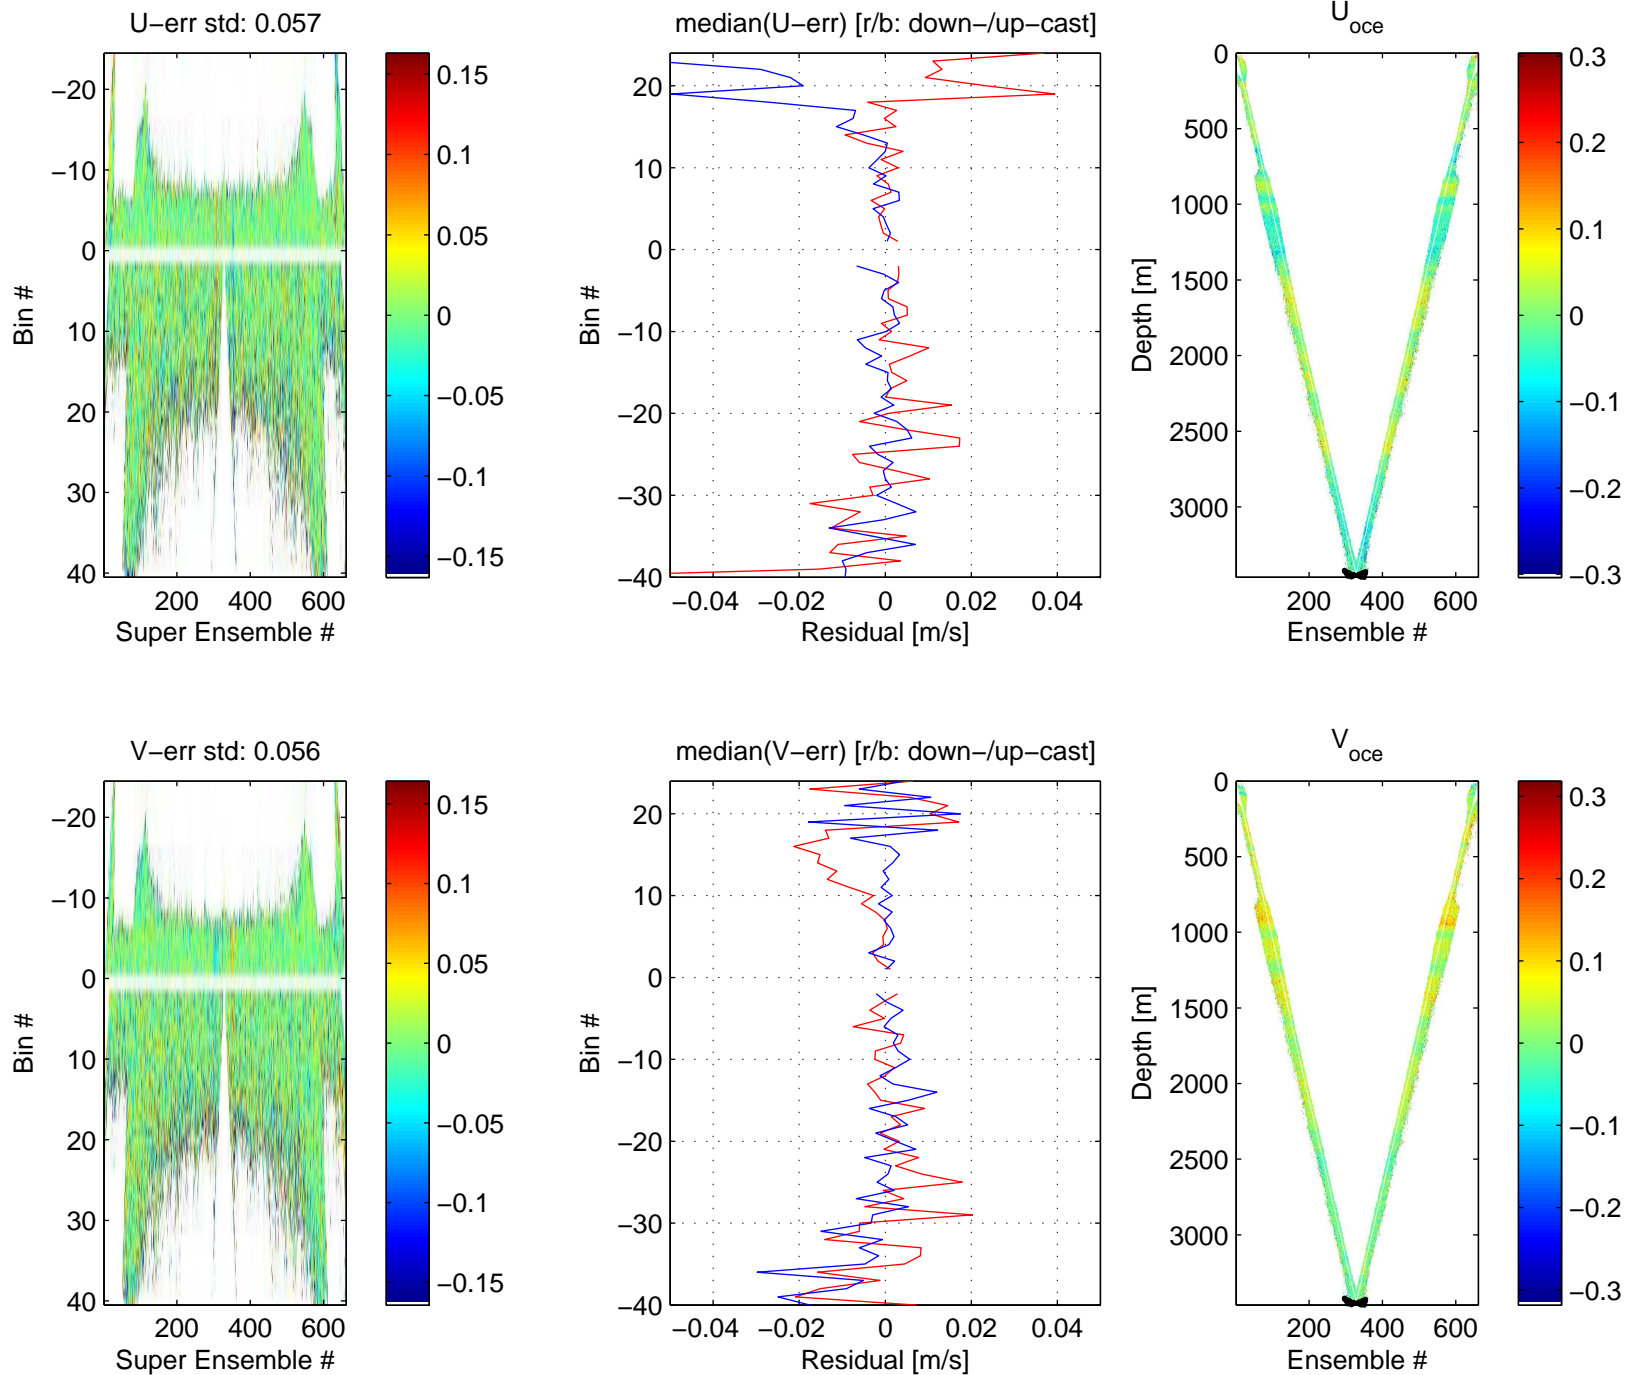 U−err std: 0.057
−20
−10
0
10
20
30
40
Bin #
200 400 600
Super Ensemble #
0.15
0.1
0.05
0
−0.05
−0.1
−0.15
median(U−err) [r/b: down−/up−cast]
20
10
0
−10
−20
−30
−40
Bin #
−0.04 −0.02 0 0.02 0.04
Residual [m/s]
U oce
0
500
1000
1500
2000
2500
3000
Depth [m]
200 400 600
Ensemble #
0.3
0.2
0.1
0
−0.1
−0.2
−0.3
V−err std: 0.056
−20
−10
0
10
20
30
40
Bin #
200 400 600
Super Ensemble #
0.15
0.1
0.05
0
−0.05
−0.1
−0.15
median(V−err) [r/b: down−/up−cast]
20
10
0
−10
−20
−30
−40
Bin #
−0.04 −0.02 0 0.02 0.04
Residual [m/s]
V oce
0
500
1000
1500
2000
2500
3000
Depth [m]
200 400 600
Ensemble #
0.3
0.2
0.1
0
−0.1
−0.2
−0.3